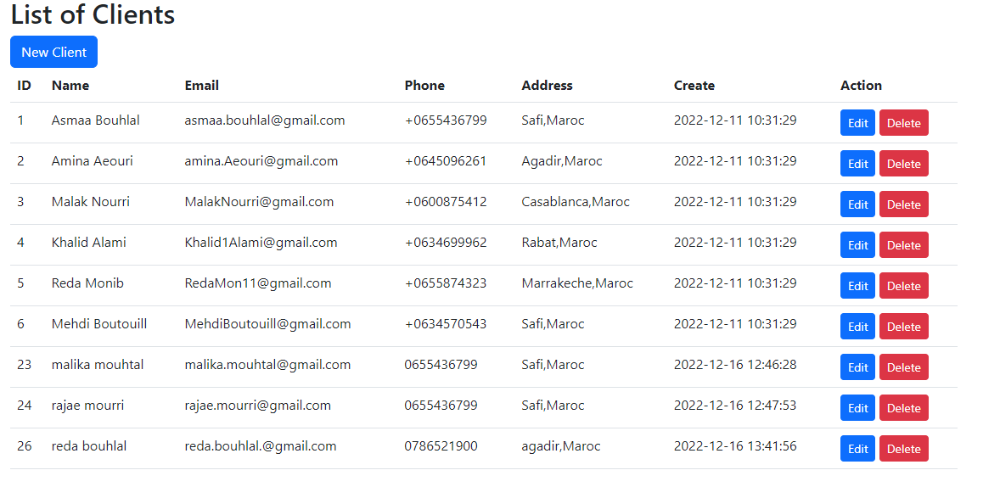 List of Clients
New Client
ID Name Email Phone Address Create Action
1 Asmaa Bouhlal asmaa.bouhlal@gmail.com +0655436799 Safi,Maroc 2022-12-11 10:31:29 Edit Delete
2 Amina Aeouri amina.Aeouri@gmail.com +0645096261 Agadir,Maroc 2022-12-11 10:31:29 Edit Delete
3 Malak Nourri MalakNourri@gmail.com +0600875412 Casablanca,Maroc 2022-12-11 10:31:29 Edit Delete
4 Khalid Alami Khalid1Alami@gmail.com +0634699962 Rabat,Maroc 2022-12-11 10:31:29 Edit Delete
5 Reda Monib RedaMon11@gmail.com +0655874323 Marrakeche,Maroc 2022-12-11 10:31:29 Edit Delete
6 Mehdi Boutouill MehdiBoutouill@gmail.com +0634570543 Safi,Maroc 2022-12-11 10:31:29 Edit Delete
23 malika mouhtal malika.mouhtal@gmail.com 0655436799 Safi,Maroc 2022-12-16 12:46:28 Edit Delete
24 rajae mourri rajae.mourri@gmail.com 0655436799 Safi,Maroc 2022-12-16 12:47:53 Edit Delete
26 reda bouhlal reda.bouhlal.@gmail.com 0786521900 agadir,Maroc 2022-12-16 13:41:56 Edit Delete